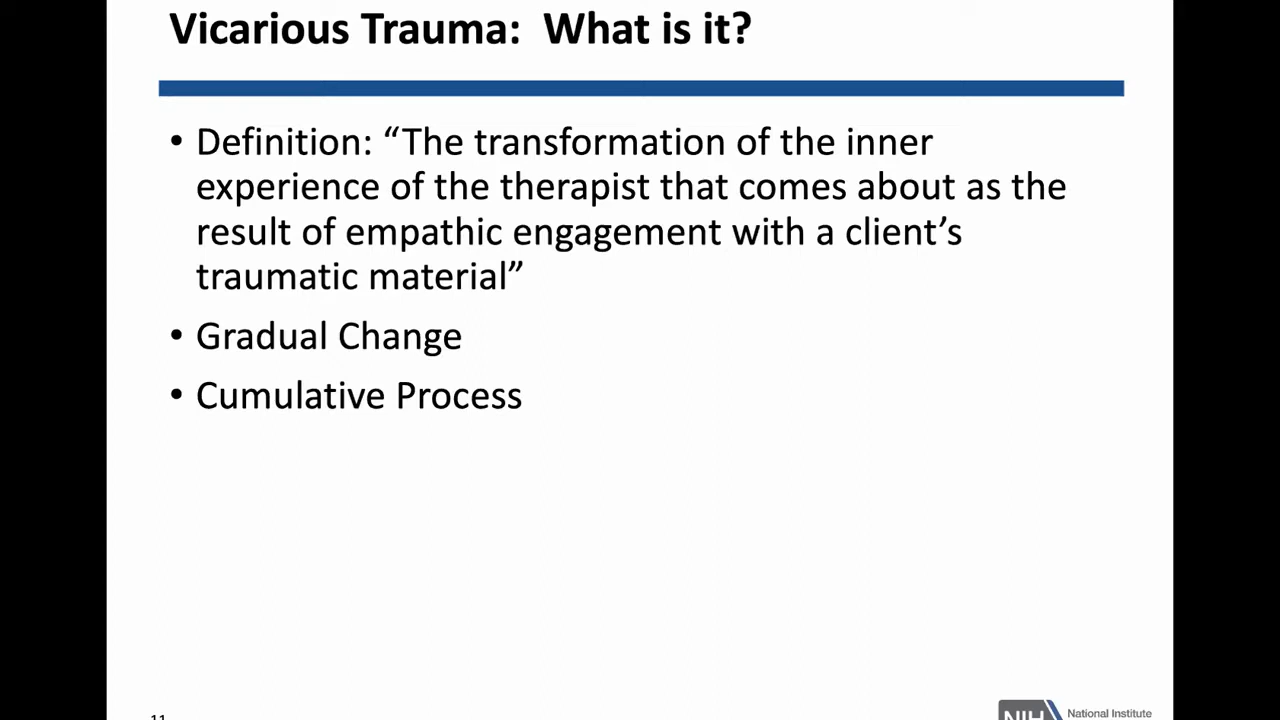 Vicarious Trauma:  What is it?
• Definition: “The transformation of the inner
experience of the therapist that comes about as the
result of empathic engagement with a client’s
traumatic material”
• Gradual Change
• Cumulative Process
11
NIH
National Institute